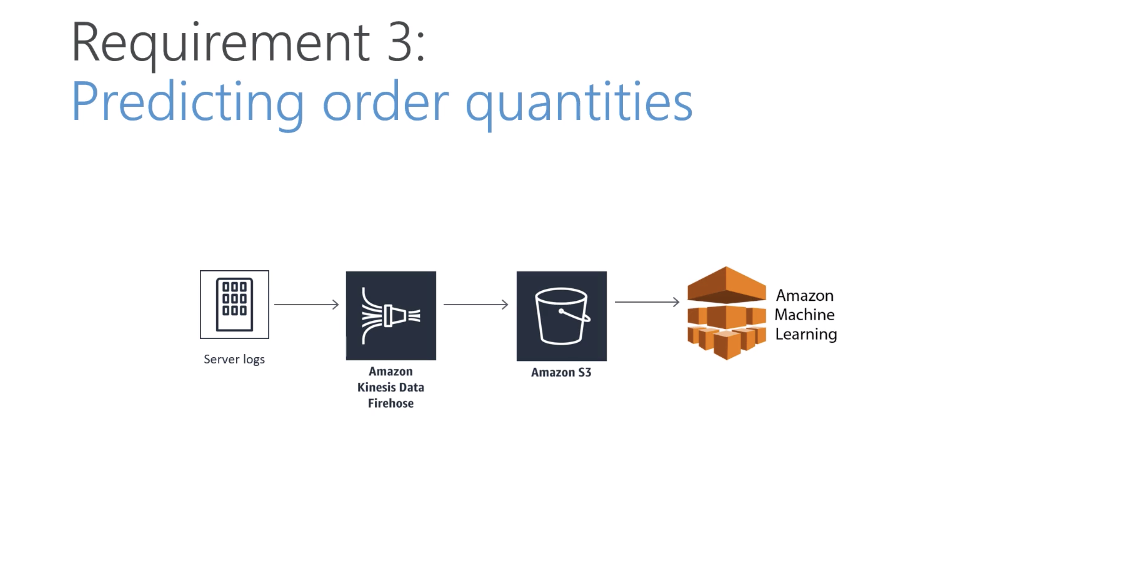 Requirement 3:
Predicting order quantities
Server logs
Amazon
Kinesis Data
Firehose
Amazon S3
Amazon
Machine
Learning